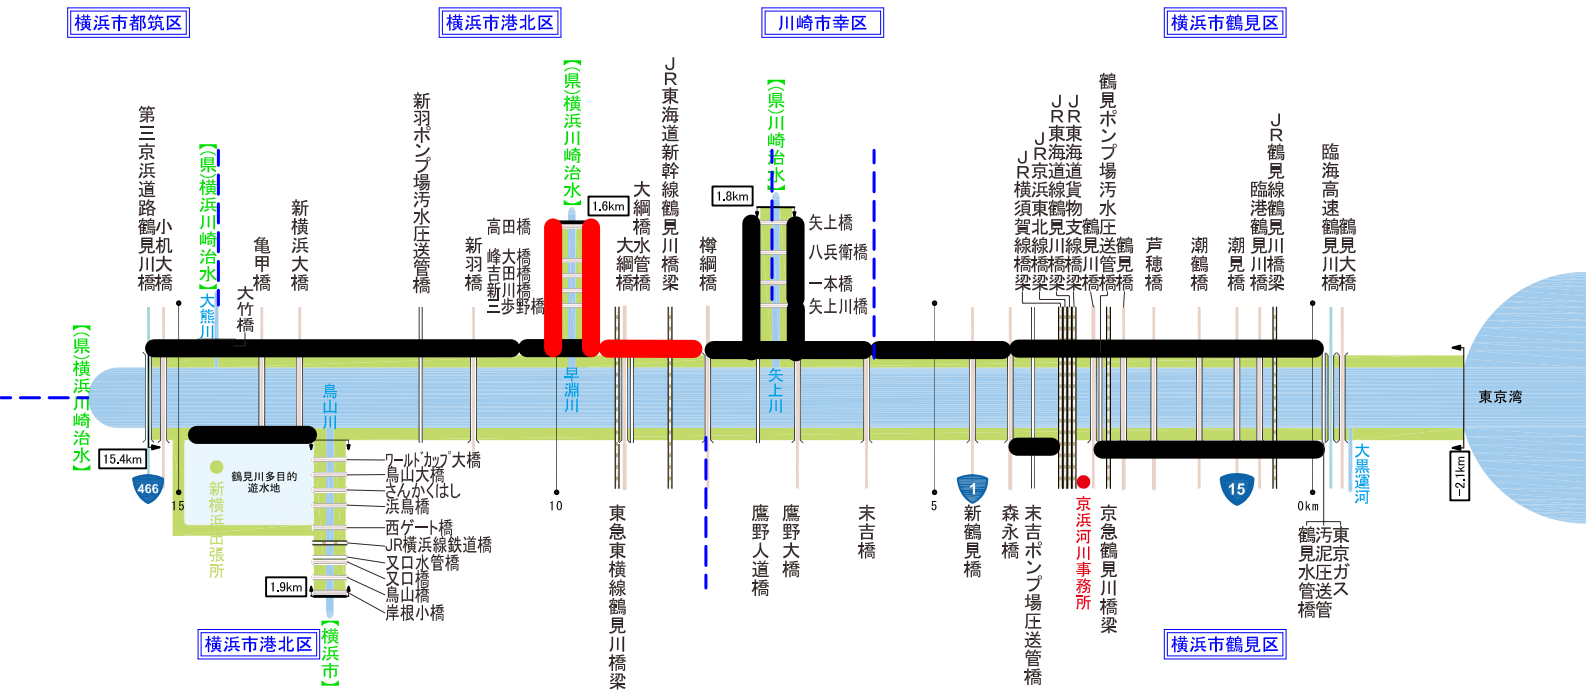 横浜市都筑区
横浜市港北区
川崎市幸区
横浜市鶴見区
第三京浜道路鶴見川橋
小机大橋
【(県)横浜川崎治水】
大熊川
大竹橋
亀甲橋
新横浜大橋
新羽ポンプ場汚水圧送管橋
新羽橋
【(県)横浜川崎治水】
高田橋
峰大橋
吉田橋
新川橋
三歩野橋
1.6km
大綱橋
大綱橋水管橋
JR東海道新幹線鶴見川橋梁
樽綱橋
1.8km
【(県)川崎治水】
矢上橋
八兵衛橋
一本橋
矢上川橋
JR横須賀線橋梁
JR京浜東北線橋梁
JR東海道線鶴見川橋梁
JR東海道貨物支線橋梁
鶴見川橋
鶴見ポンプ場汚水圧送管橋
鶴見橋
芦穂橋
潮鶴橋
潮見橋
臨港鶴見川橋
JR鶴見線鶴見川橋梁
臨海高速鶴見川橋
鶴見大橋
【(県)横浜川崎治水】
鳥山川
早淵川
矢上川
東京湾
15.4km
466
15
鶴見川多目的
遊水地
新横浜出張所
ワールドカップ大橋
鳥山大橋
さんかくはし
浜鳥橋
西ゲート橋
JR横浜線鉄道橋
又口水管橋
又口橋
鳥山橋
岸根小橋
1.9km
【横浜市】
10
東急東横線鶴見川橋梁
鷹野人道橋
鷹野大橋
末吉橋
5
1
新鶴見橋
森永橋
末吉ポンプ場圧送管橋
京浜河川事務所
京急鶴見川橋梁
15
0km
鶴見水管橋
汚泥圧送管
東京ガス
大黒運河
-2.1km
横浜市港北区
横浜市鶴見区